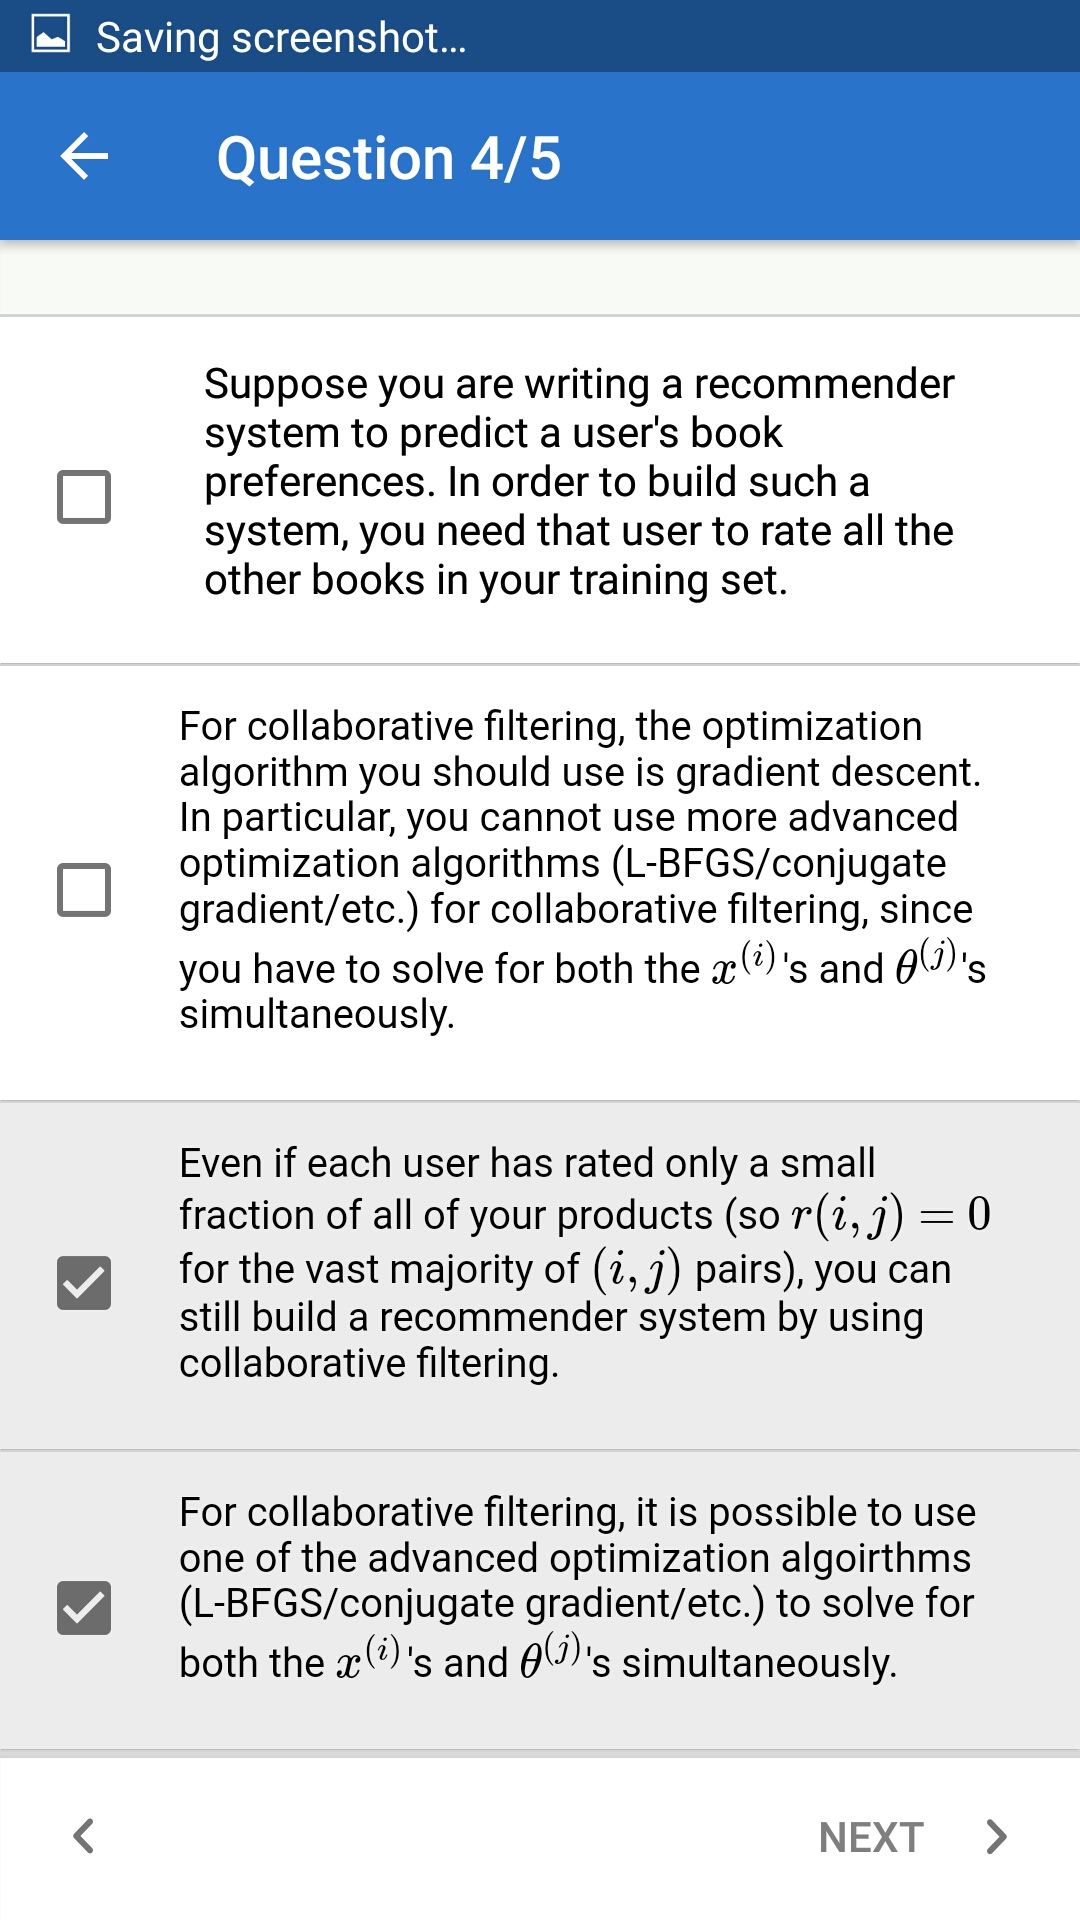 Saving screenshot...
Question 4/5
Suppose you are writing a recommender
system to predict a user's book
preferences. In order to build such a
system, you need that user to rate all the
other books in your training set.
For collaborative filtering, the optimization
algorithm you should use is gradient descent.
In particular, you cannot use more advanced
optimization algorithms (L-BFGS/conjugate
gradient/etc.) for collaborative filtering, since
you have to solve for both the x^{(i)}'s and θ^{(j)}'s
simultaneously.
Even if each user has rated only a small
fraction of all of your products (so r(i, j) = 0
for the vast majority of (i, j) pairs), you can
still build a recommender system by using
collaborative filtering.
For collaborative filtering, it is possible to use
one of the advanced optimization algoirthms
(L-BFGS/conjugate gradient/etc.) to solve for
both the x^{(i)}'s and θ^{(j)}'s simultaneously.
NEXT